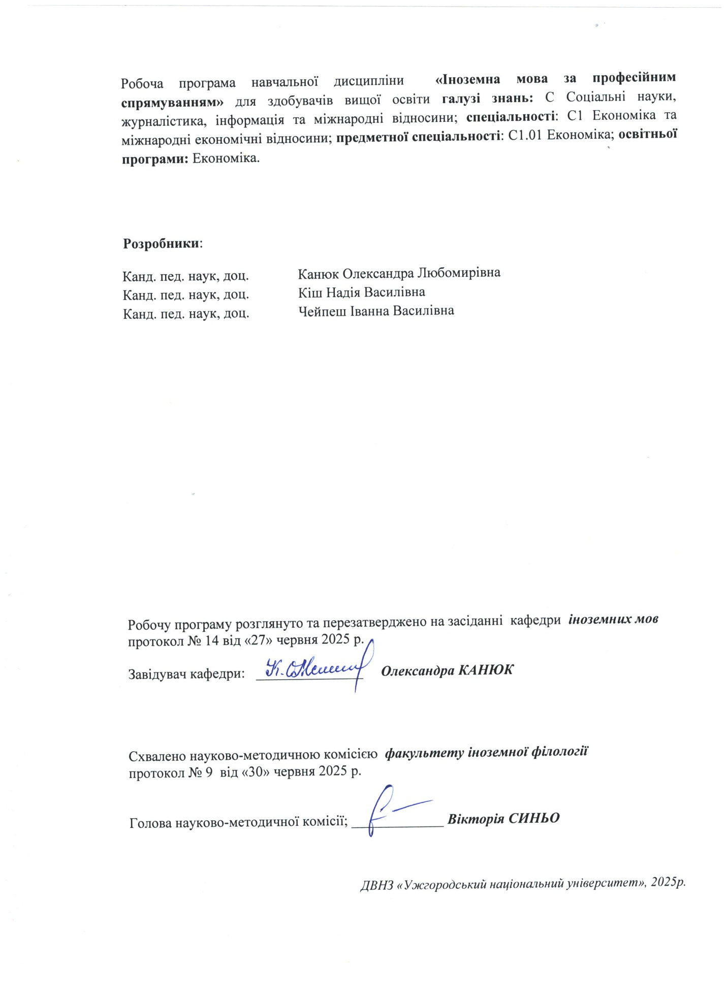 Робоча програма навчальної дисципліни «Іноземна мова за професійним
спрямуванням» для здобувачів вищої освіти галузі знань: С Соціальні науки,
журналістика, інформація та міжнародні відносини; спеціальності: С1 Економіка та
міжнародні економічні відносини; предметної спеціальності: С1.01 Економіка; освітньої
програми: Економіка.
Розробники:
Канд. пед. наук, доц. Канюк Олександра Любомирівна
Канд. пед. наук, доц. Кіш Надія Василівна
Канд. пед. наук, доц. Чейпеш Іванна Василівна
Робочу програму розглянуто та перезатверджено на засіданні кафедри іноземних мов
протокол № 14 від «27» червня 2025 р.
Завідувач кафедри: Олександра КАНЮК
Схвалено науково-методичною комісією факультету іноземної філології
протокол № 9 від «30» червня 2025 р.
Голова науково-методичної комісії; Вікторія СИНЬО
ДВНЗ «Ужгородський національний університет», 2025р.